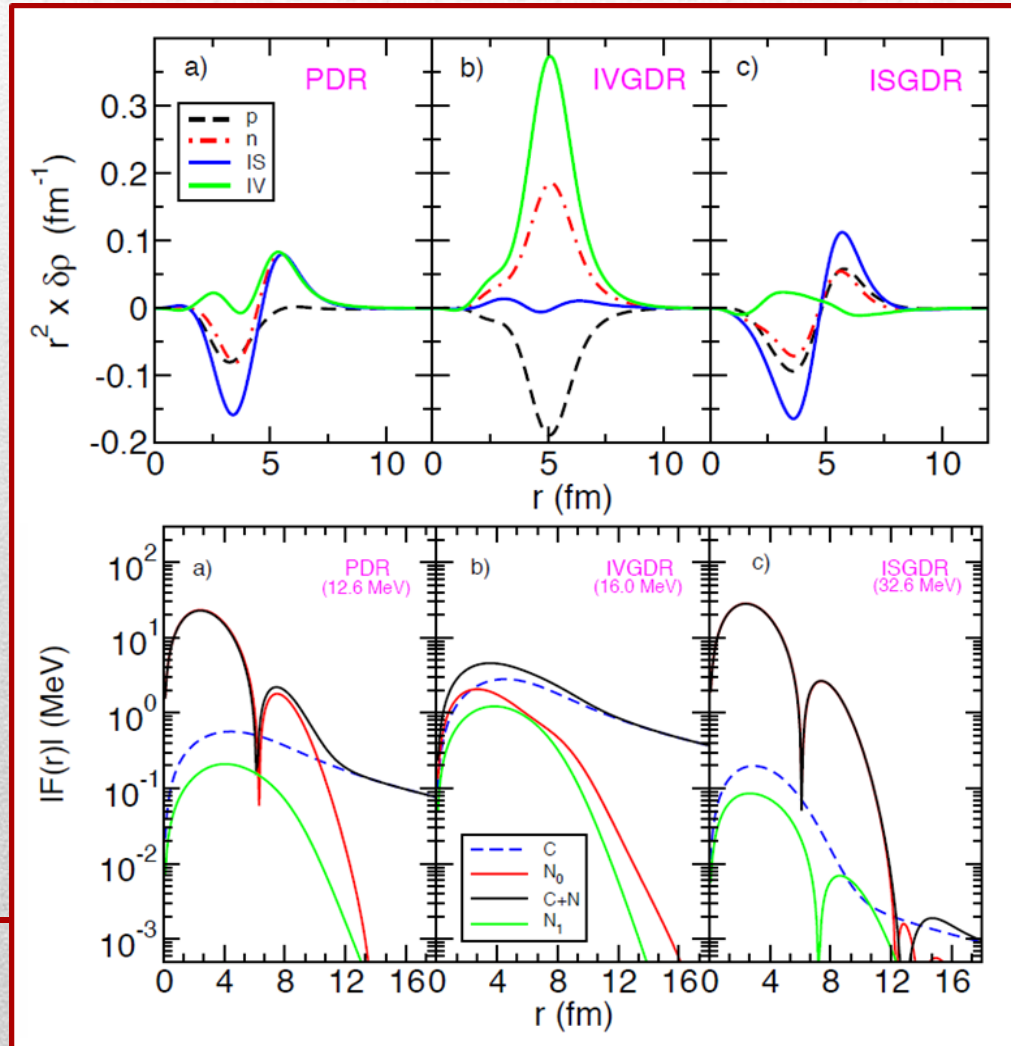 a) PDR
b) IVGDR
c) ISGDR
p
n
IS
IV
r² x δρ (fm⁻¹)
0.3
0.2
0.1
0
-0.1
-0.2
0 5 10 0 5 10 0 5 10
r (fm)
a) PDR
(12.6 MeV)
b) IVGDR
(16.0 MeV)
c) ISGDR
(32.6 MeV)
|F(r)| (MeV)
10²
10¹
10⁰
10⁻¹
10⁻²
10⁻³
C
N₀
C+N
N₁
0 4 8 12 16 0 4 8 12 16 0 4 8 12 16
r (fm)